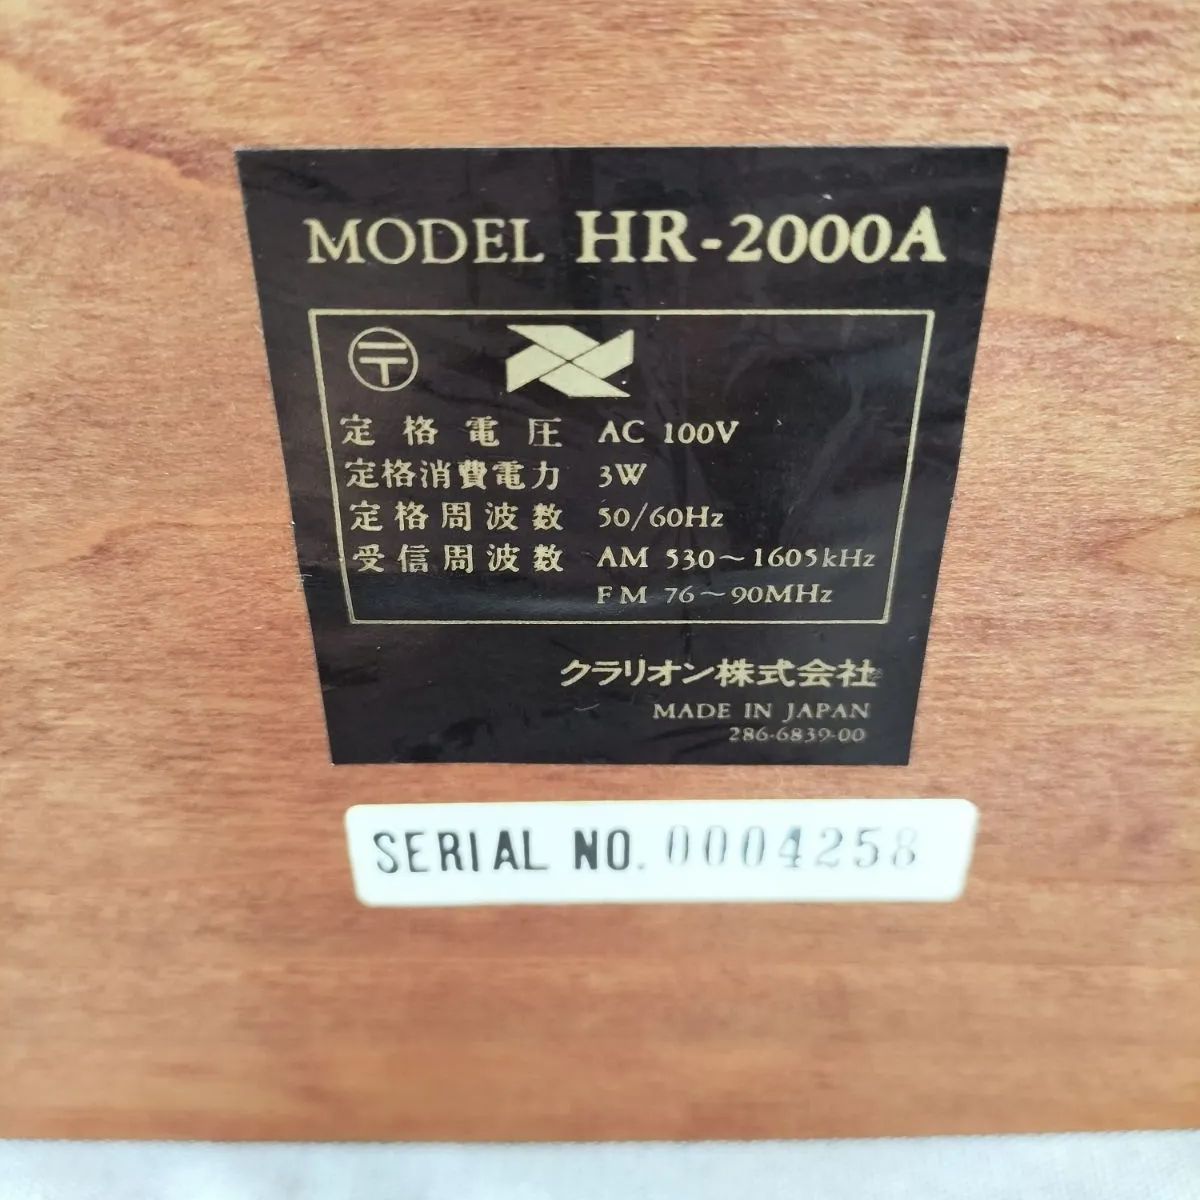 MODEL HR-2000A
〒
定格電圧 AC 100V
定格消費電力 3W
定格周波数 50/60Hz
受信周波数 AM 530～1605kHz
FM 76～90MHz
クラリオン株式会社
MADE IN JAPAN
286-6839-00
SERIAL NO. 0004258